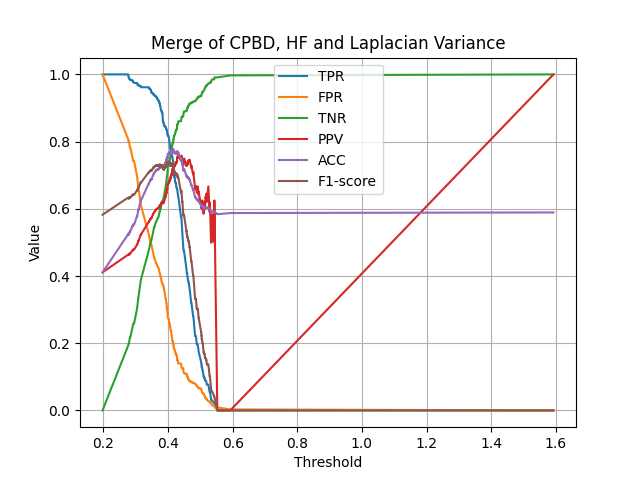 Merge of CPBD, HF and Laplacian Variance
1.0
0.8
0.6
0.4
0.2
0.0
Value
TPR
FPR
TNR
PPV
ACC
F1-score
0.2 0.4 0.6 0.8 1.0 1.2 1.4 1.6
Threshold